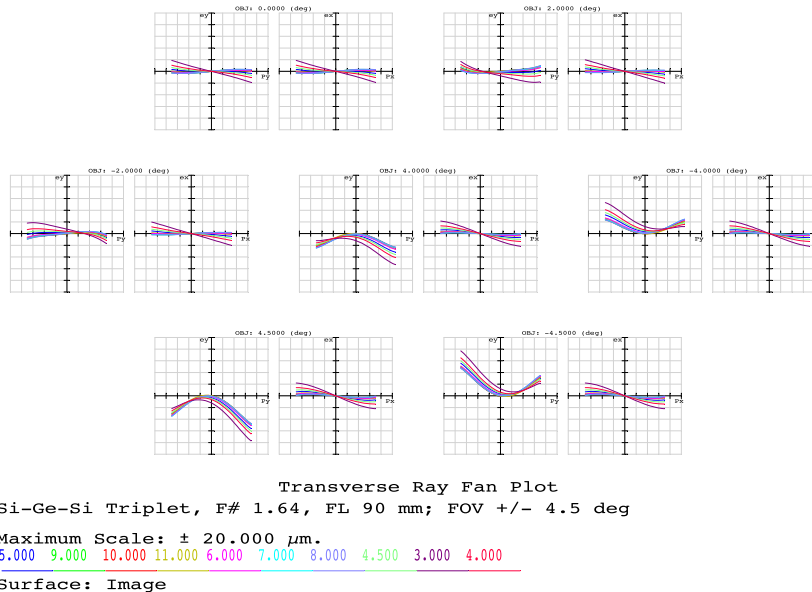 OBJ: 0.0000 (deg) OBJ: 2.0000 (deg)
ey ex ey ex
Py Px Py Px
OBJ: -2.0000 (deg) OBJ: 4.0000 (deg) OBJ: -4.0000 (deg)
ey ex ey ex ey ex
Py Px Py Px Py Px
OBJ: 4.5000 (deg) OBJ: -4.5000 (deg)
ey ex ey ex
Py Px Py Px
Transverse Ray Fan Plot
Si-Ge-Si Triplet, F# 1.64, FL 90 mm; FOV +/- 4.5 deg
Maximum Scale: ± 20.000 µm.
5.000 9.000 10.000 11.000 6.000 7.000 8.000 4.500 3.000 4.000
Surface: Image